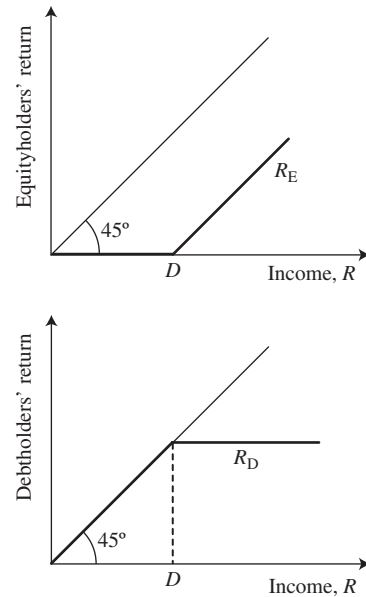 Equityholders' return
R_E
45º
D
Income, R
Debtholders' return
R_D
45º
D
Income, R